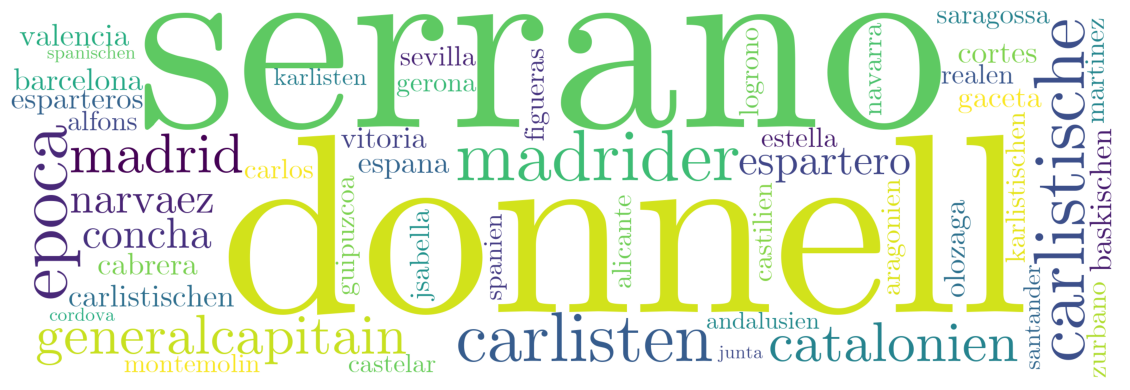 serrano
saragossa
valencia
spanischen
sevilla
karlisten
gerona
figueras
logrono
navarra
cortes
realen
gaceta
martinez
carlistische
barcelona
esparteros
alfons
epoca
madrid
carlos
vitoria
espana
madrider
estella
espartero
karlistischen
baskischen
narvaez
concha
cabrera
carlistischen
cordova
donnell
guipuzcoa
jsabella
spanien
alicante
castilien
aragonien
olozaga
santander
zurbano
generalcapitain
montemolin
castelar
carlisten
andalusien
junta
catalonien